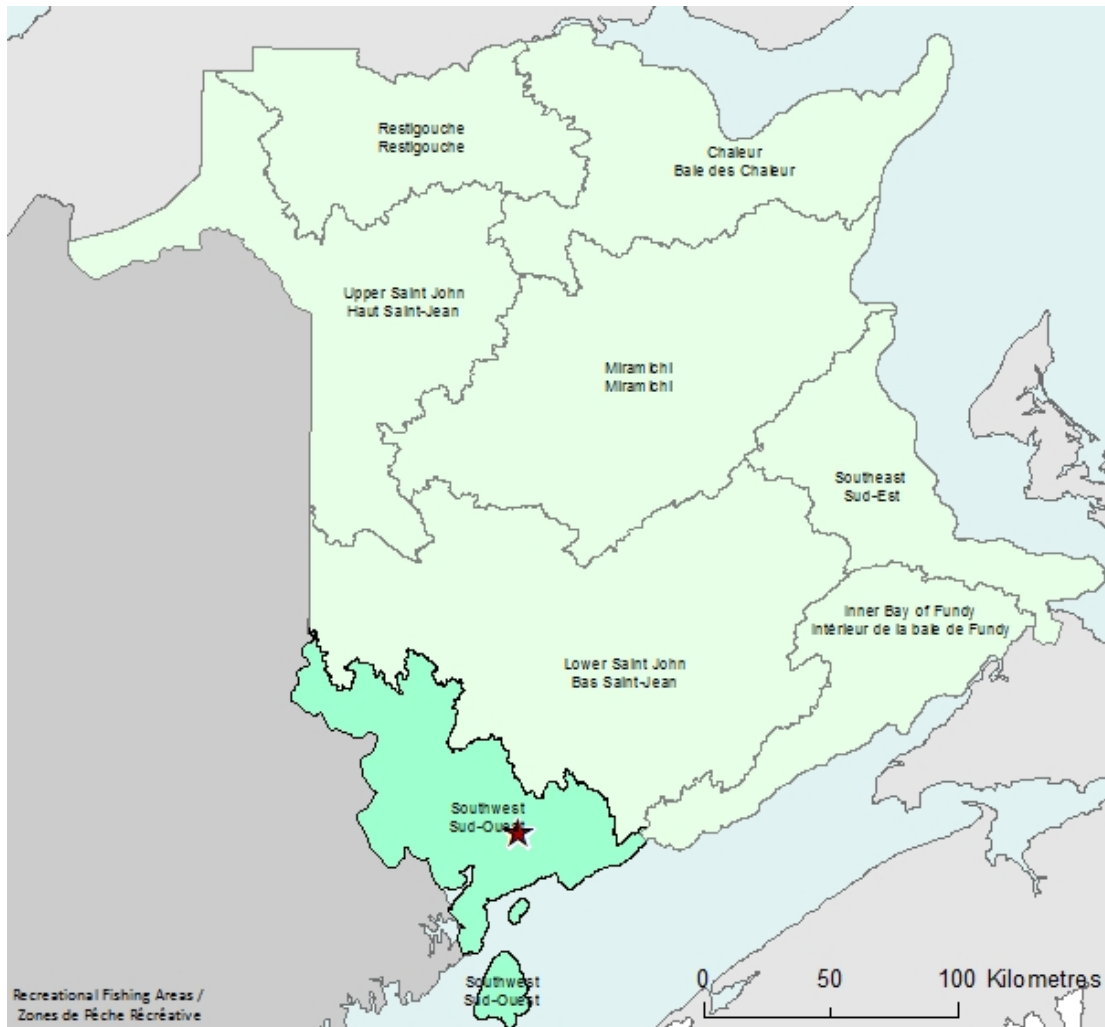 Restigouche
Restigouche
Chaleur
Baie des Chaleur
Upper Saint John
Haut Saint-Jean
Miramichi
Miramichi
Southeast
Sud-Est
Inner Bay of Fundy
Intérieur de la baie de Fundy
Lower Saint John
Bas Saint-Jean
Southwest
Sud-Ouest
Southwest
Sud-Ouest
0 50 100 Kilometres
Recreational Fishing Areas /
Zones de Pêche Récréative